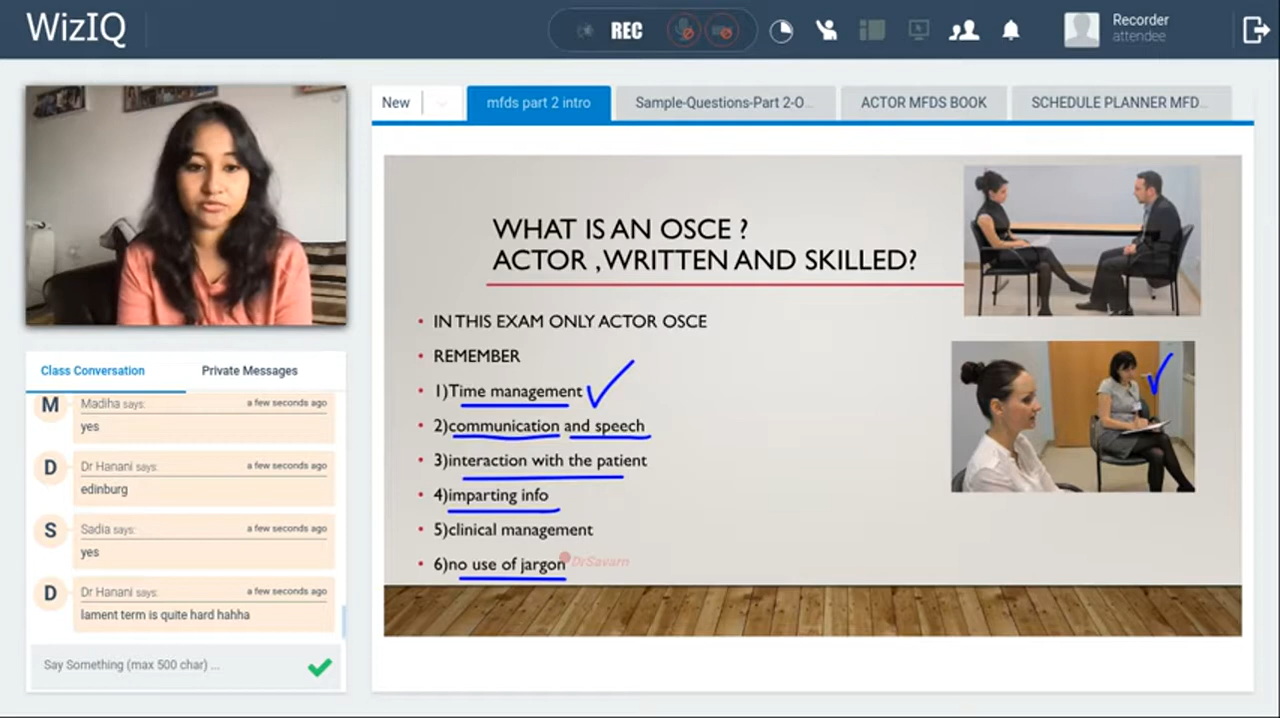 WizIQ
REC
Recorder
attendee
New
mfds part 2 intro
Sample-Questions-Part 2-O...
ACTOR MFDS BOOK
SCHEDULE PLANNER MFD...
WHAT IS AN OSCE ?
ACTOR ,WRITTEN AND SKILLED?
• IN THIS EXAM ONLY ACTOR OSCE
• REMEMBER
• 1)Time management
• 2)communication and speech
• 3)interaction with the patient
• 4)imparting info
• 5)clinical management
• 6)no use of jargon
DrSavarn
Class Conversation
Private Messages
M
Madiha says:
a few seconds ago
yes
D
Dr Hanani says:
a few seconds ago
edinburg
S
Sadia says:
a few seconds ago
yes
D
Dr Hanani says:
a few seconds ago
lament term is quite hard hahha
Say Something (max 500 char) ...